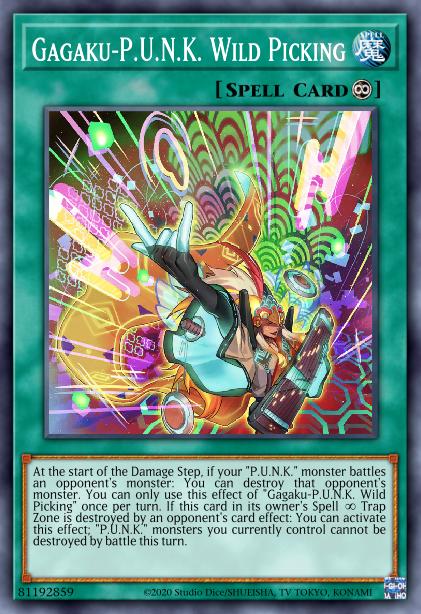 GAGAKU-P.U.N.K. WILD PICKING
SPELL
魔
[SPELL CARD∞]
At the start of the Damage Step, if your "P.U.N.K." monster battles
an opponent's monster: You can destroy that opponent's
monster. You can only use this effect of "Gagaku-P.U.N.K. Wild
Picking" once per turn. If this card in its owner's Spell ∞ Trap
Zone is destroyed by an opponent's card effect: You can activate
this effect; "P.U.N.K." monsters you currently control cannot be
destroyed by battle this turn.
81192859
©2020 Studio Dice/SHUEISHA, TV TOKYO, KONAMI